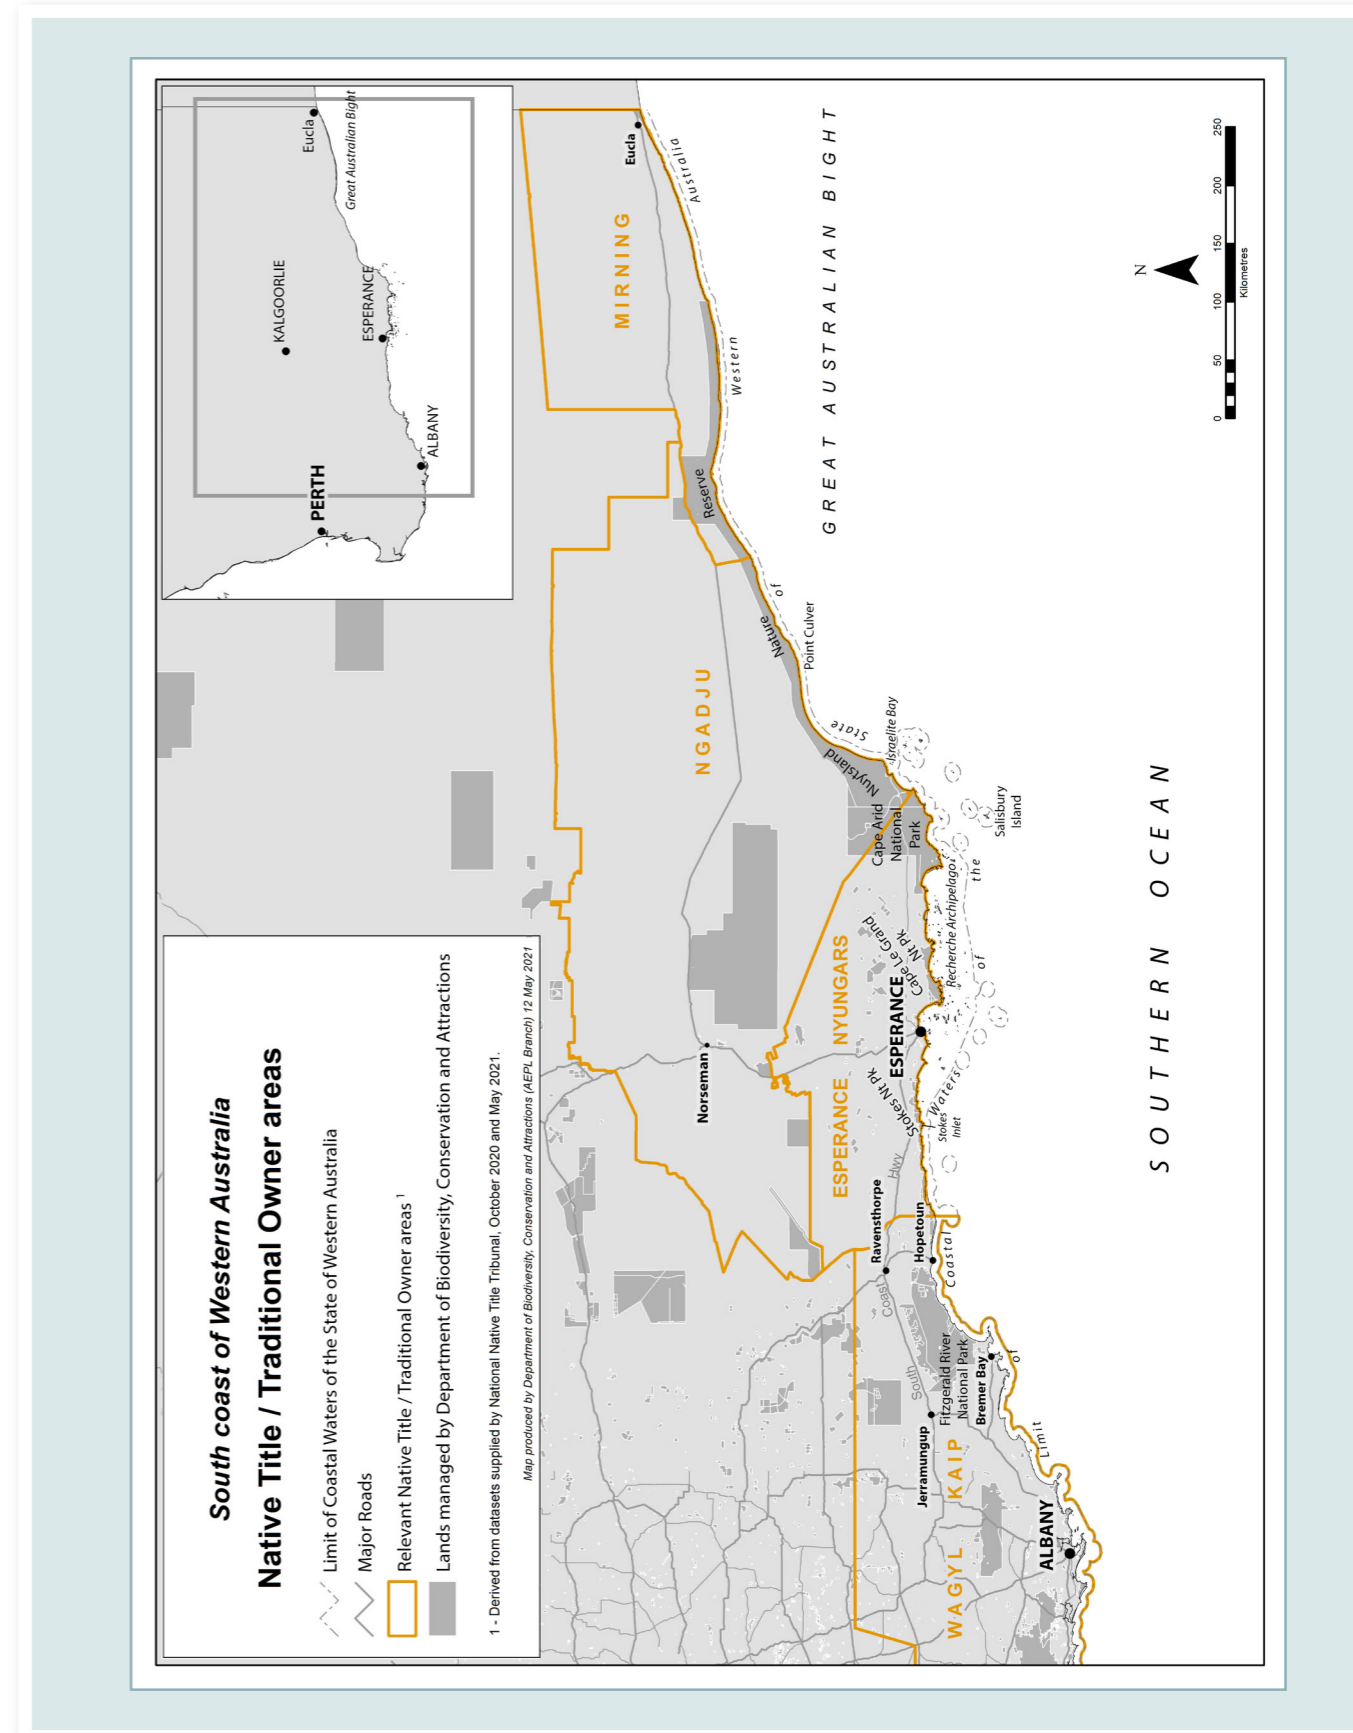 South coast of Western Australia
Native Title / Traditional Owner areas
Limit of Coastal Waters of the State of Western Australia
Major Roads
Relevant Native Title / Traditional Owner areas 1
Lands managed by Department of Biodiversity, Conservation and Attractions
1 - Derived from datasets supplied by National Native Title Tribunal, October 2020 and May 2021.
Map produced by Department of Biodiversity, Conservation and Attractions (AEPL Branch) 12 May 2021
PERTH
KALGOORLIE
ESPERANCE
ALBANY
Eucla
Great Australian Bight
MIRNING
Eucla
NGADJU
Norseman
ESPERANCE NYUNGARS
ESPERANCE
WAGYL KAIP
ALBANY
Jerramungup
Bremer Bay
Fitzgerald River
National Park
Ravensthorpe
Hopetoun
South Coast Hwy
Stokes Nt Pk
Stokes
Inlet
Cape Le Grand
Nt Pk
Recherche Archipelago
Cape Arid
National
Park
Salisbury
Island
Israelite Bay
Point Culver
Nuytsland Nature Reserve
Limit of Coastal Waters of the State of Western Australia
GREAT AUSTRALIAN BIGHT
SOUTHERN OCEAN
N
0 50 100 150 200 250
Kilometres